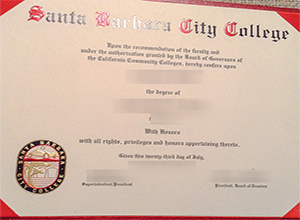 Santa Barbara City College
Upon the recommendation of the faculty and
under the authorization granted by the Board of Governors of
the California Community Colleges, hereby confers upon
the degree of
With Honors
with all rights, privileges and honors appertaining thereto.
Given this twenty third day of July,
SANTA BARBARA
CITY COLLEGE
Superintendent/President
President, Board of Trustees